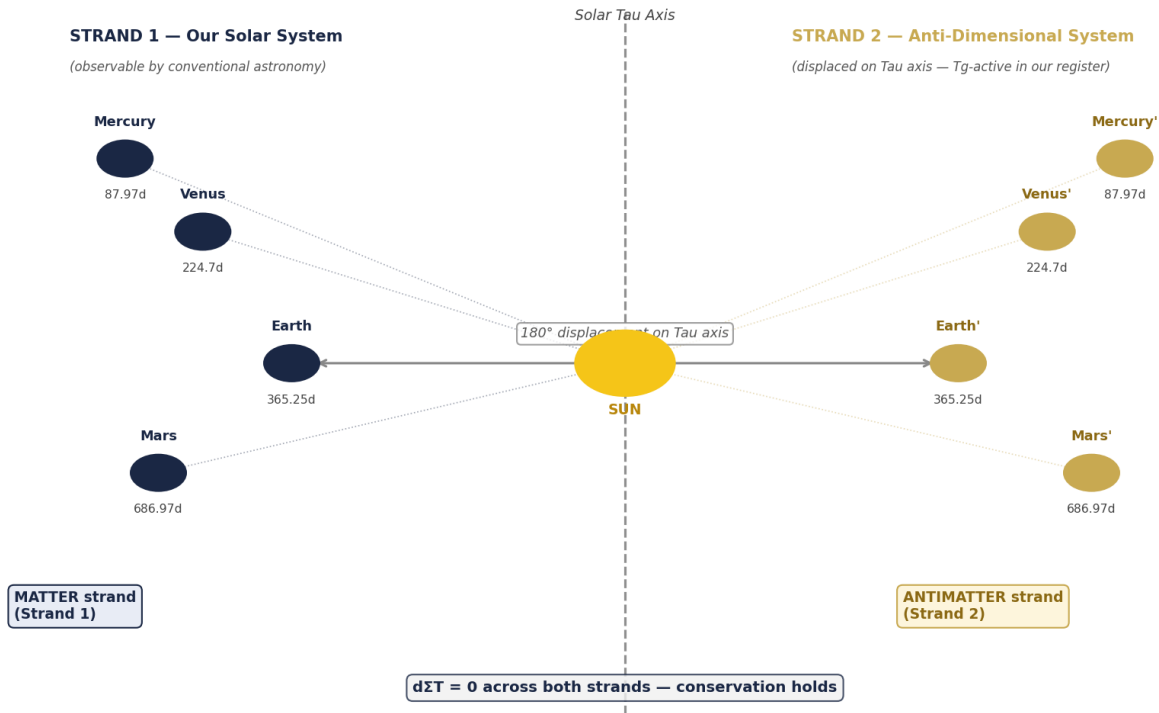 Solar Tau Axis
STRAND 1 — Our Solar System
(observable by conventional astronomy)
STRAND 2 — Anti-Dimensional System
(displaced on Tau axis — Tg-active in our register)
Mercury
87.97d
Venus
224.7d
Earth
365.25d
Mars
686.97d
180° displacement on Tau axis
SUN
Mercury'
87.97d
Venus'
224.7d
Earth'
365.25d
Mars'
686.97d
MATTER strand
(Strand 1)
ANTIMATTER strand
(Strand 2)
dΣT = 0 across both strands — conservation holds